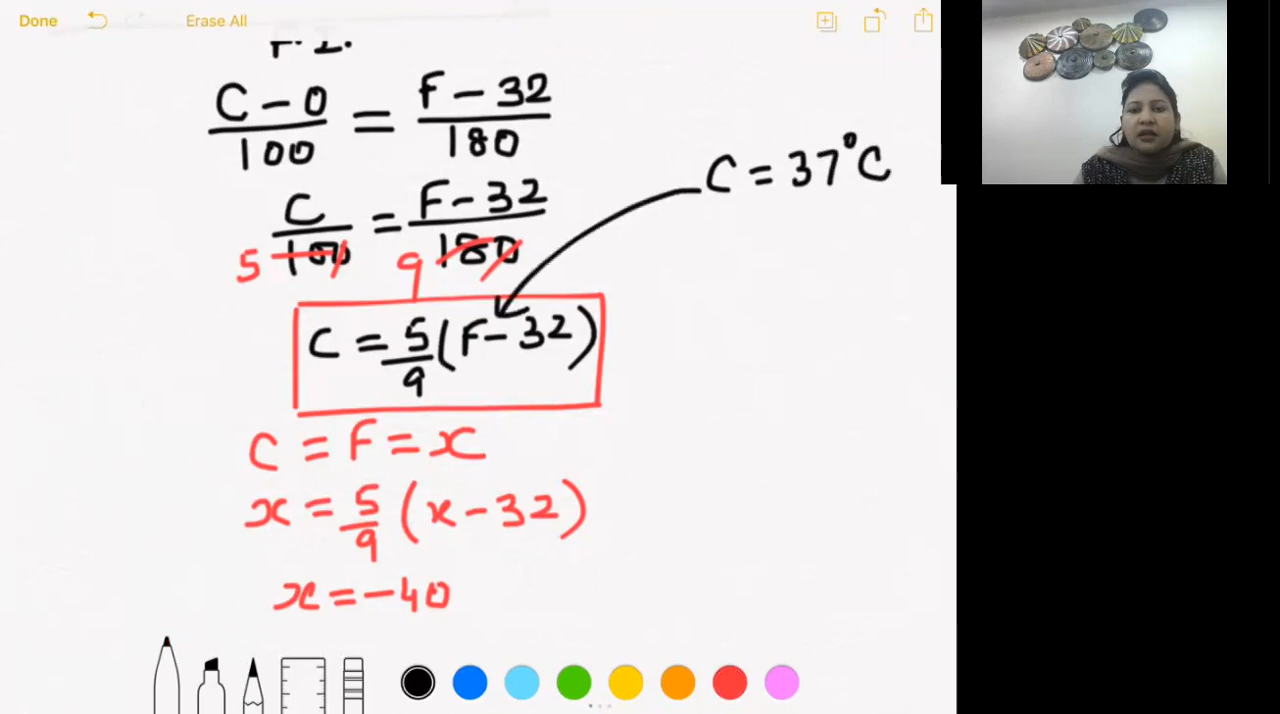 Done Erase All
C - 0 / 100 = F - 32 / 180
C / 100 = F - 32 / 180
5 9
C = 37°C
C = 5/9 (F - 32)
C = F = x
x = 5/9 (x - 32)
x = -40